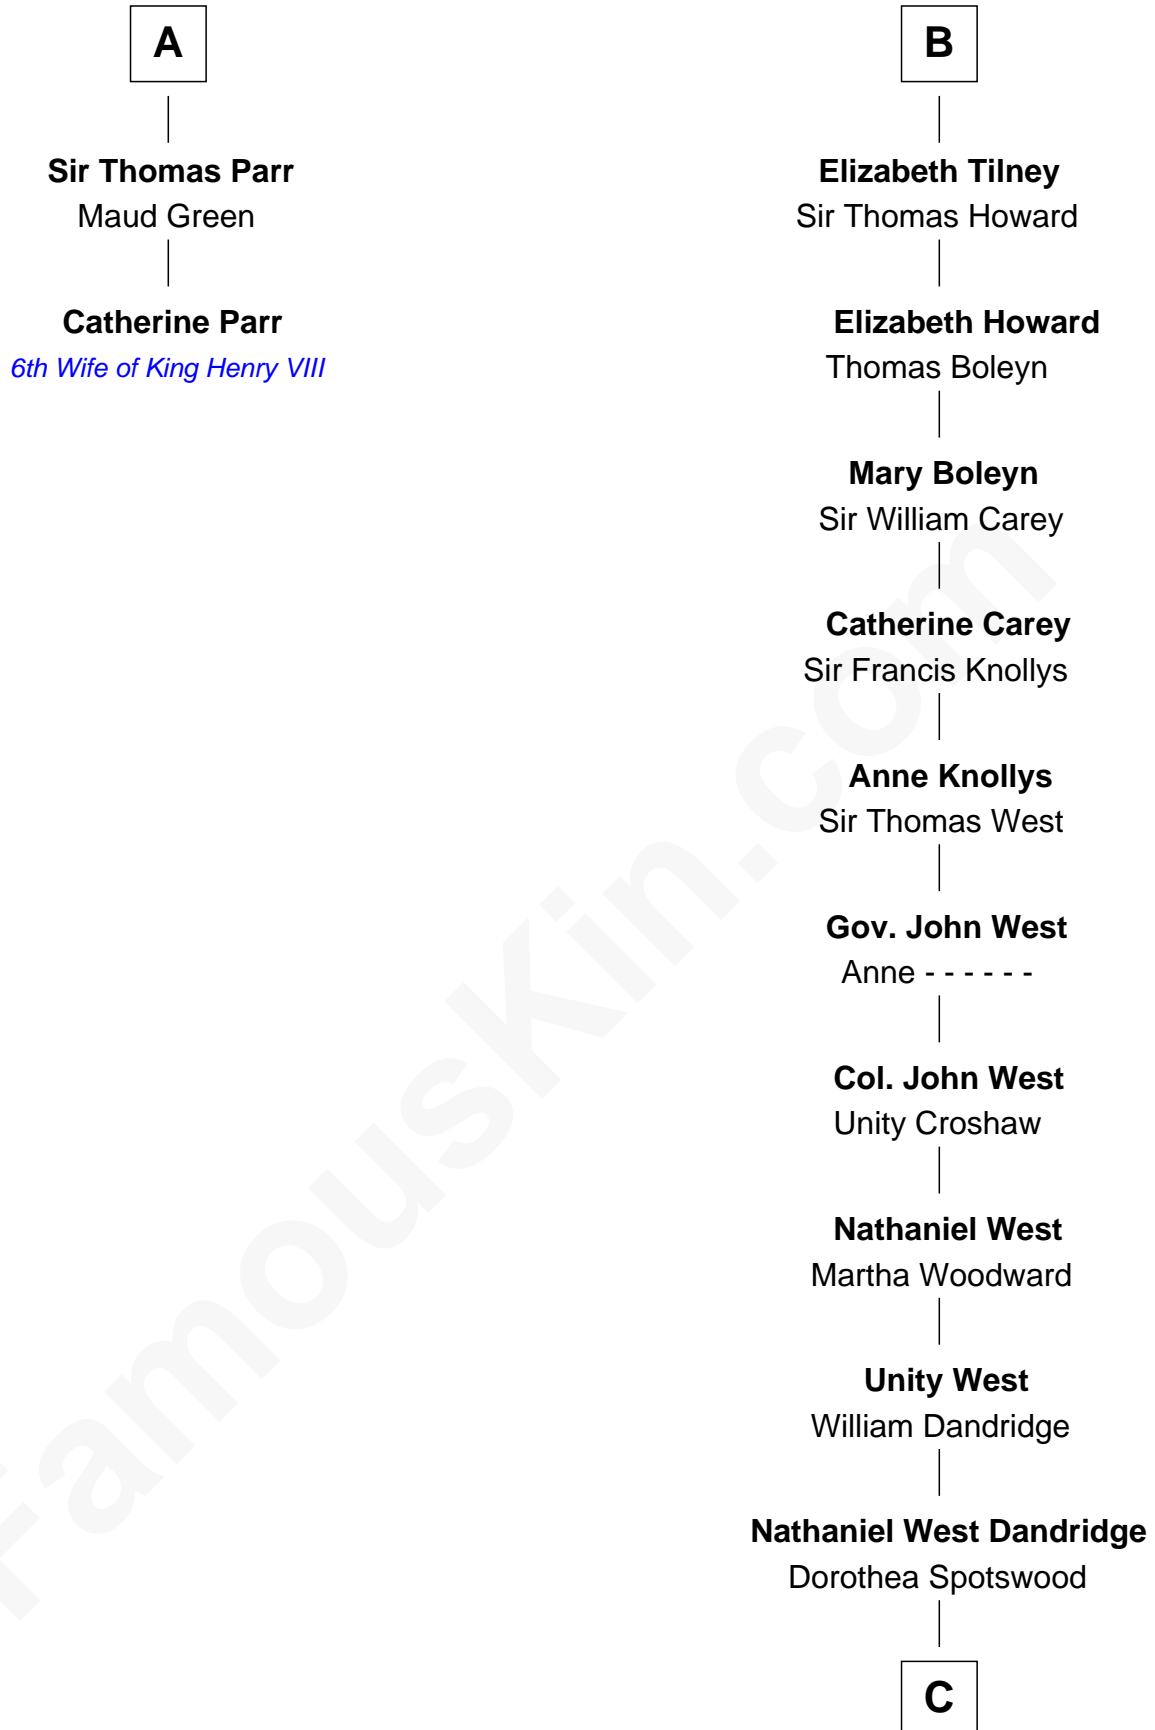 A
Sir Thomas Parr
Maud Green
Catherine Parr
6th Wife of King Henry VIII
B
Elizabeth Tilney
Sir Thomas Howard
Elizabeth Howard
Thomas Boleyn
Mary Boleyn
Sir William Carey
Catherine Carey
Sir Francis Knollys
Anne Knollys
Sir Thomas West
Gov. John West
Anne - - - - - -
Col. John West
Unity Croshaw
Nathaniel West
Martha Woodward
Unity West
William Dandridge
Nathaniel West Dandridge
Dorothea Spotswood
C
FamousKin.com